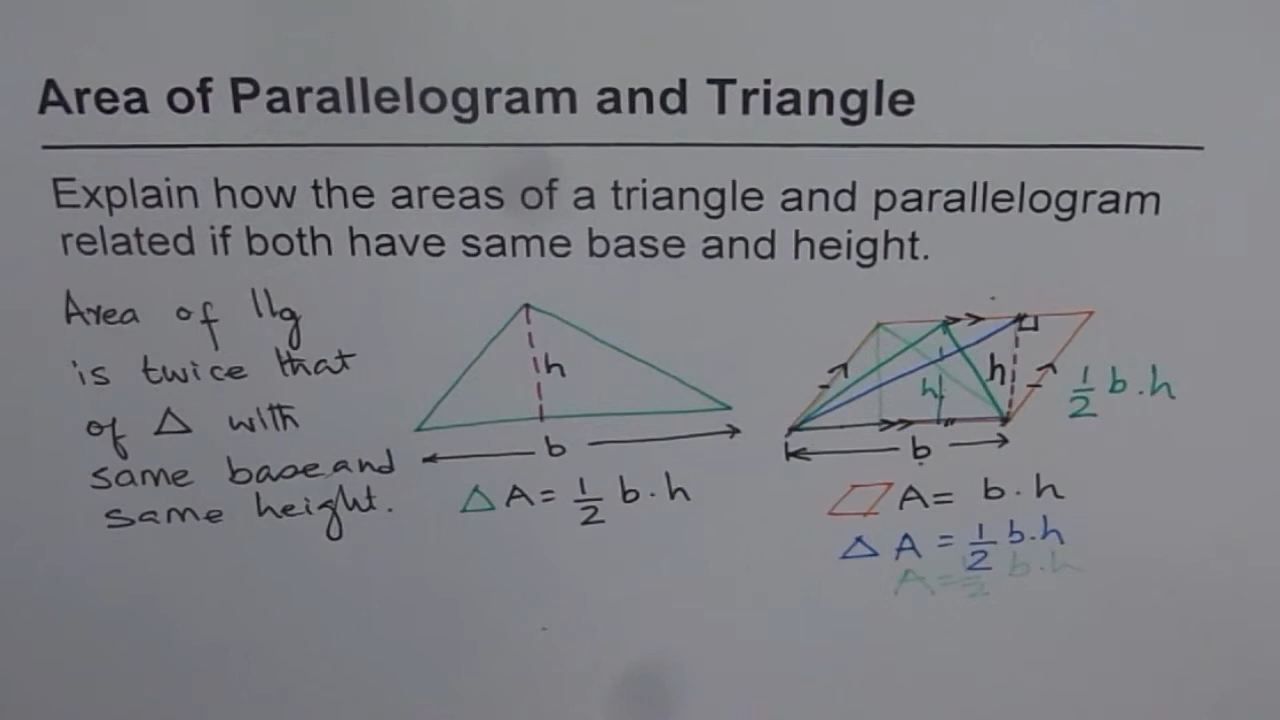 Area of Parallelogram and Triangle
Explain how the areas of a triangle and parallelogram
related if both have same base and height.
Area of ||g
is twice that
of Δ with
same base and
same height.
h
b
Δ A = 1/2 b·h
h
h
1/2 b·h
b
▱ A = b·h
Δ A = 1/2 b·h
A = 1/2 b·h